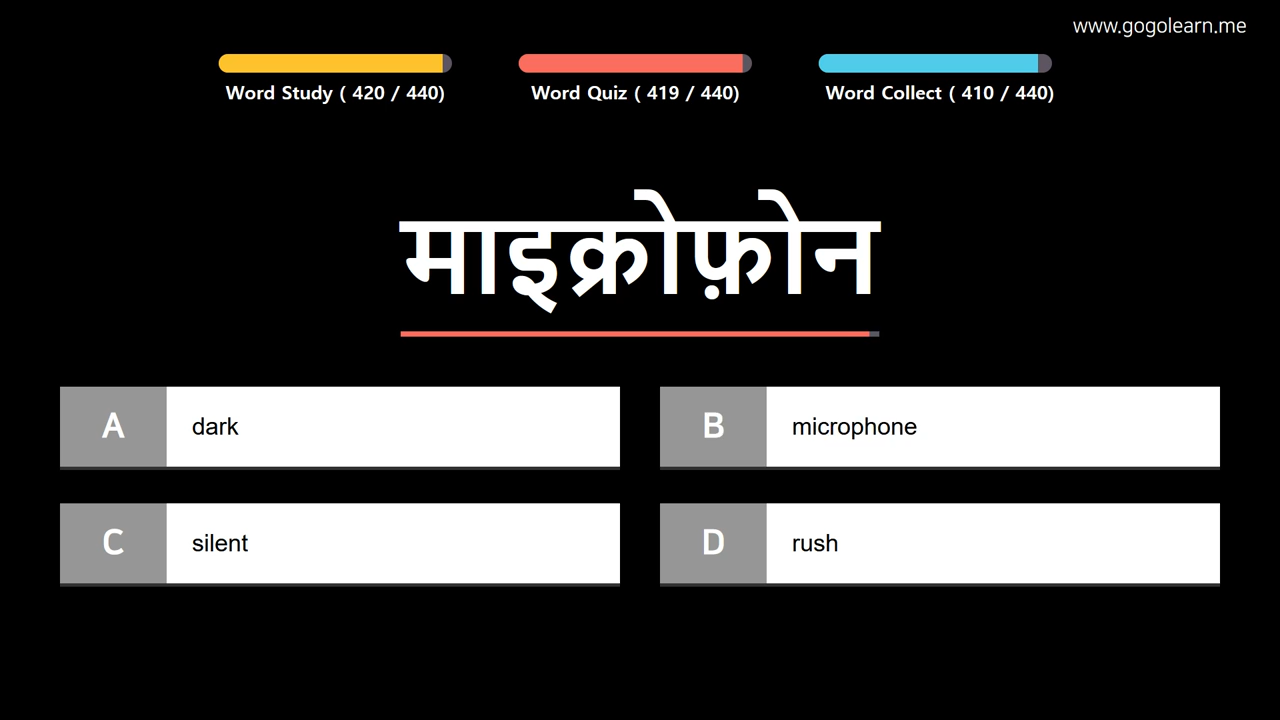 www.gogolearn.me
Word Study ( 420 / 440)
Word Quiz ( 419 / 440)
Word Collect ( 410 / 440)
माइक्रोफ़ोन
A dark
B microphone
C silent
D rush